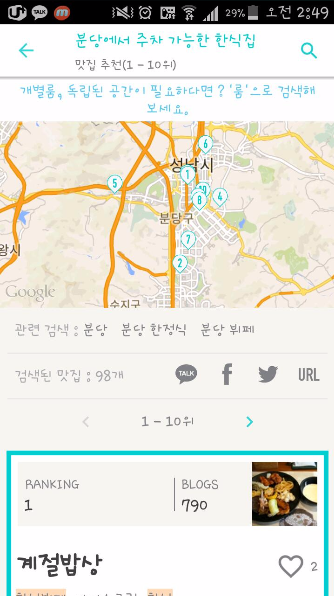 TALK
29% 오전 2:49
분당에서 주차 가능한 한식집
맛집 추천(1 - 10위)
개별룸, 독립된 공간이 필요하다면? '룸'으로 검색해
보세요.
6
성남시
1
5
8
4
분당구
7
왕시
2
Google
수지구
관련 검색 : 분당 분당 한정식 분당 뷔페
검색된 맛집 : 98개
TALK
URL
1 - 10위
RANKING
1
BLOGS
790
계절밥상
2